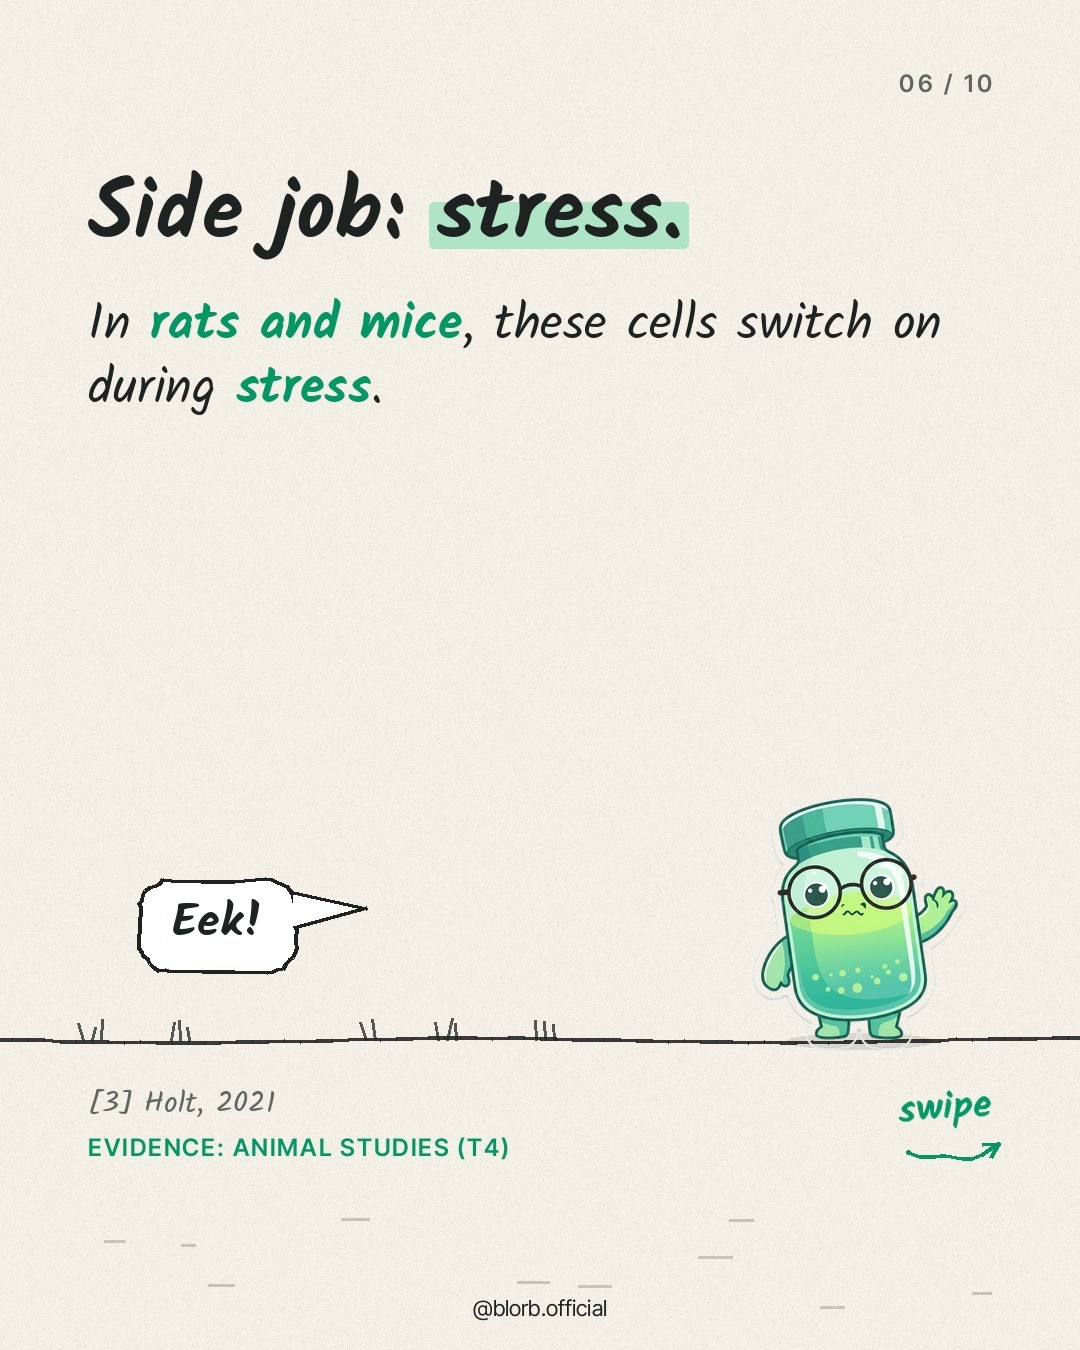 06 / 10
Side job: stress.
In rats and mice, these cells switch on
during stress.
Eek!
[3] Holt, 2021
EVIDENCE: ANIMAL STUDIES (T4)
swipe
@blorb.official